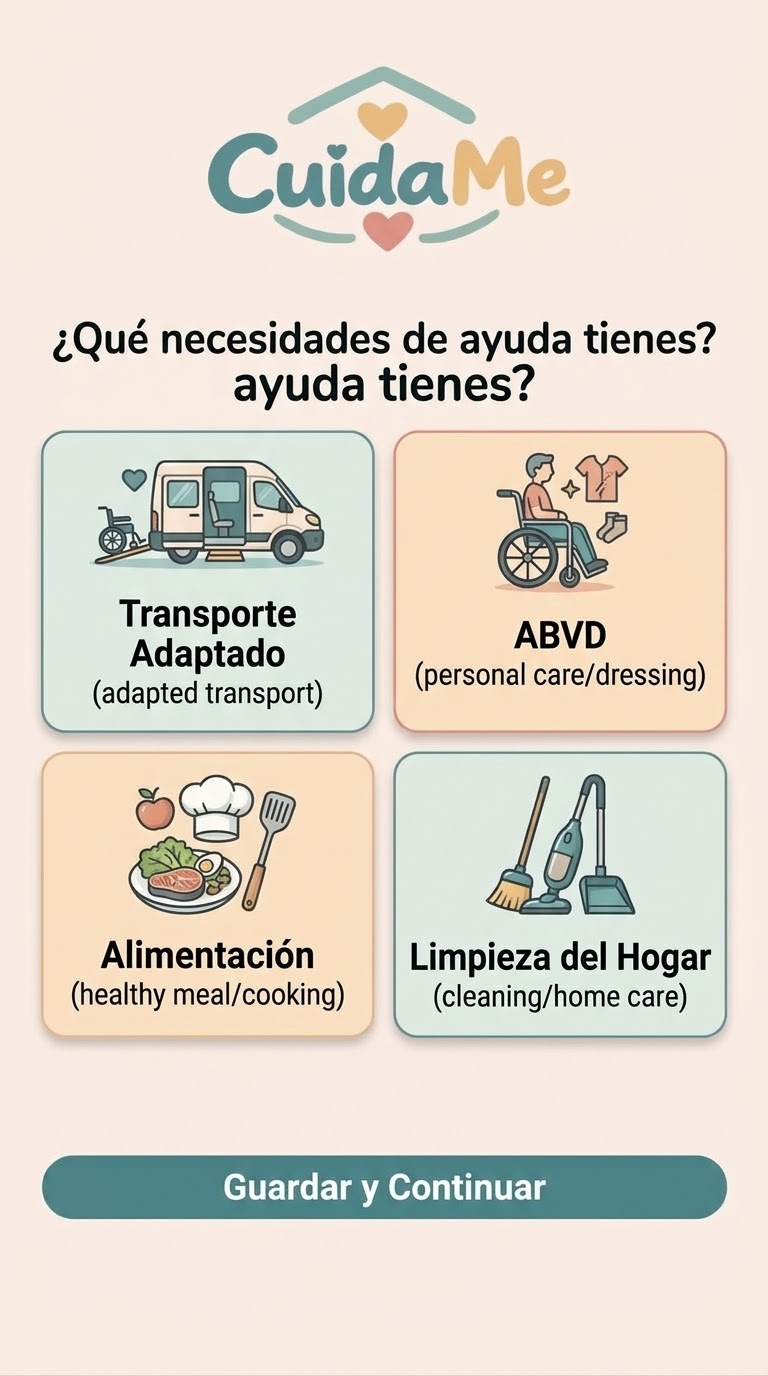 CuidaMe
¿Qué necesidades de ayuda tienes?
ayuda tienes?
Transporte
Adaptado
(adapted transport)
ABVD
(personal care/dressing)
Alimentación
(healthy meal/cooking)
Limpieza del Hogar
(cleaning/home care)
Guardar y Continuar